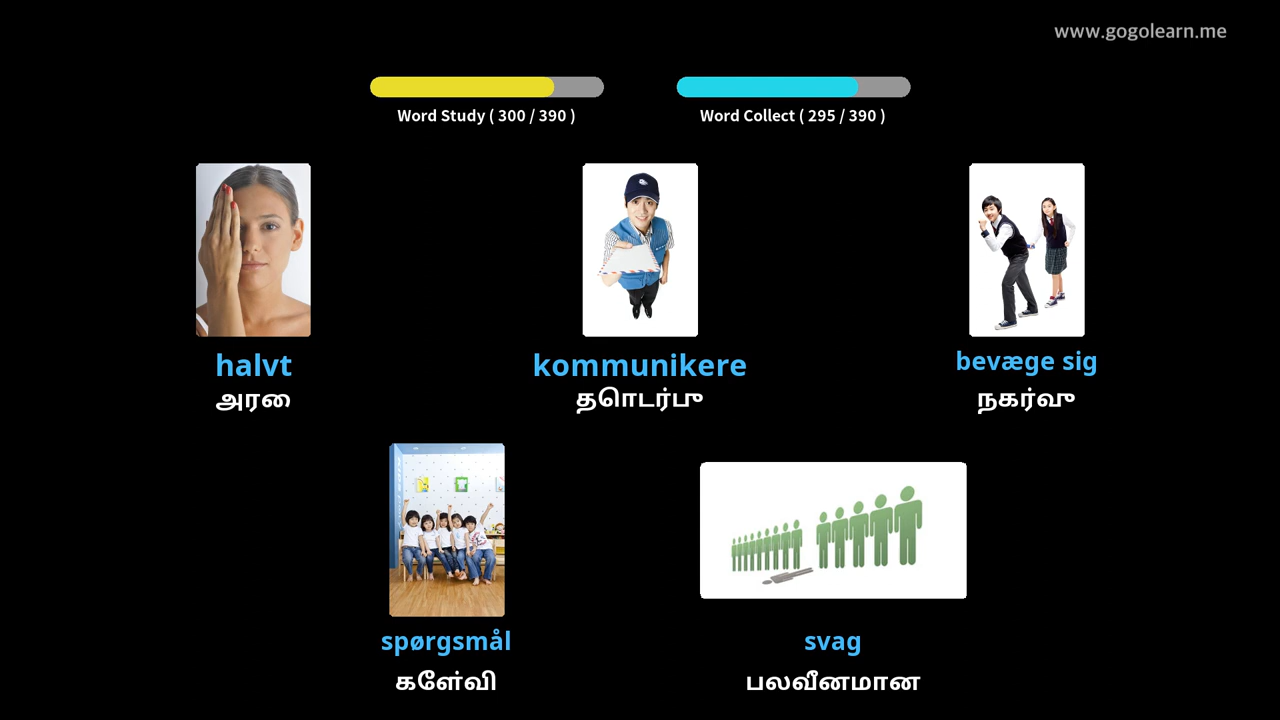 www.gogolearn.me
Word Study ( 300 / 390 )
Word Collect ( 295 / 390 )
halvt
அரை
kommunikere
தொடர்பு
bevæge sig
நகர்வு
spørgsmål
கேள்வி
svag
பலவீனமான